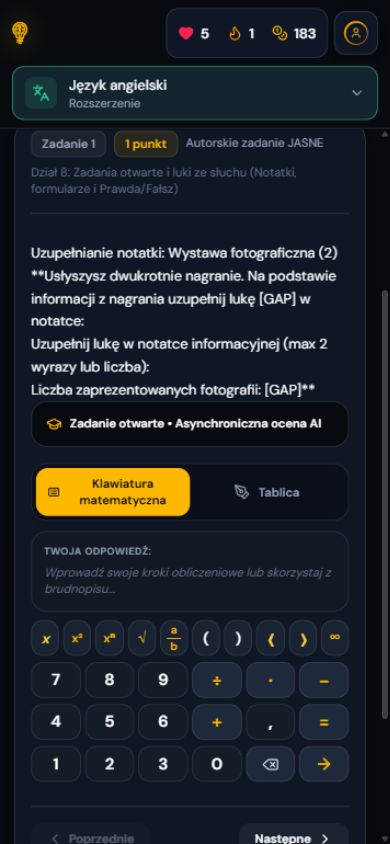 5 1 183
Język angielski
Rozszerzenie
Zadanie 1 1 punkt Autorskie zadanie JASNE
Dział 8: Zadania otwarte i luki ze słuchu (Notatki,
formularze i Prawda/Fałsz)
Uzupełnianie notatki: Wystawa fotograficzna (2)
**Usłyszysz dwukrotnie nagranie. Na podstawie
informacji z nagrania uzupełnij lukę [GAP] w
notatce:
Uzupełnij lukę w notatce informacyjnej (max 2
wyrazy lub liczba):
Liczba zaprezentowanych fotografii: [GAP]**
Zadanie otwarte • Asynchroniczna ocena AI
Klawiatura
matematyczna
Tablica
TWOJA ODPOWIEDŹ:
Wprowadź swoje kroki obliczeniowe lub skorzystaj z
brudnopisu...
x x² xⁿ √ a/b ( ) ⟨ ⟩ ∞
7 8 9 ÷ · −
4 5 6 + , =
1 2 3 0 →
Poprzednie Następne